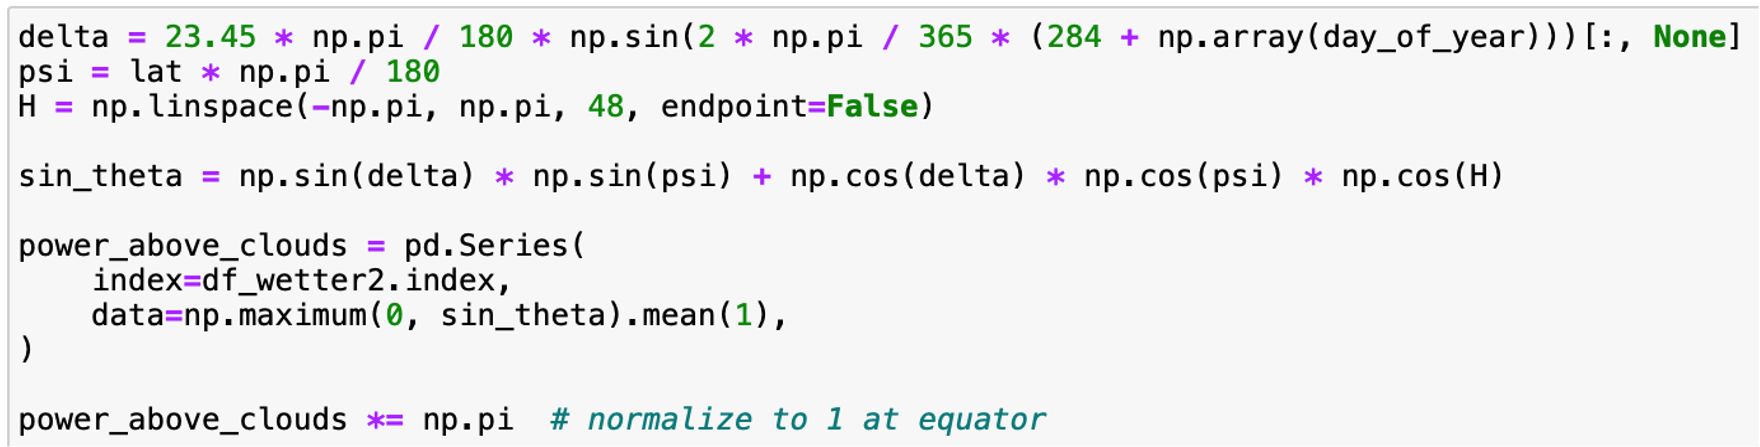 delta = 23.45 * np.pi / 180 * np.sin(2 * np.pi / 365 * (284 + np.array(day_of_year)))[:, None]
psi = lat * np.pi / 180
H = np.linspace(-np.pi, np.pi, 48, endpoint=False)

sin_theta = np.sin(delta) * np.sin(psi) + np.cos(delta) * np.cos(psi) * np.cos(H)

power_above_clouds = pd.Series(
    index=df_wetter2.index,
    data=np.maximum(0, sin_theta).mean(1),
)

power_above_clouds *= np.pi  # normalize to 1 at equator